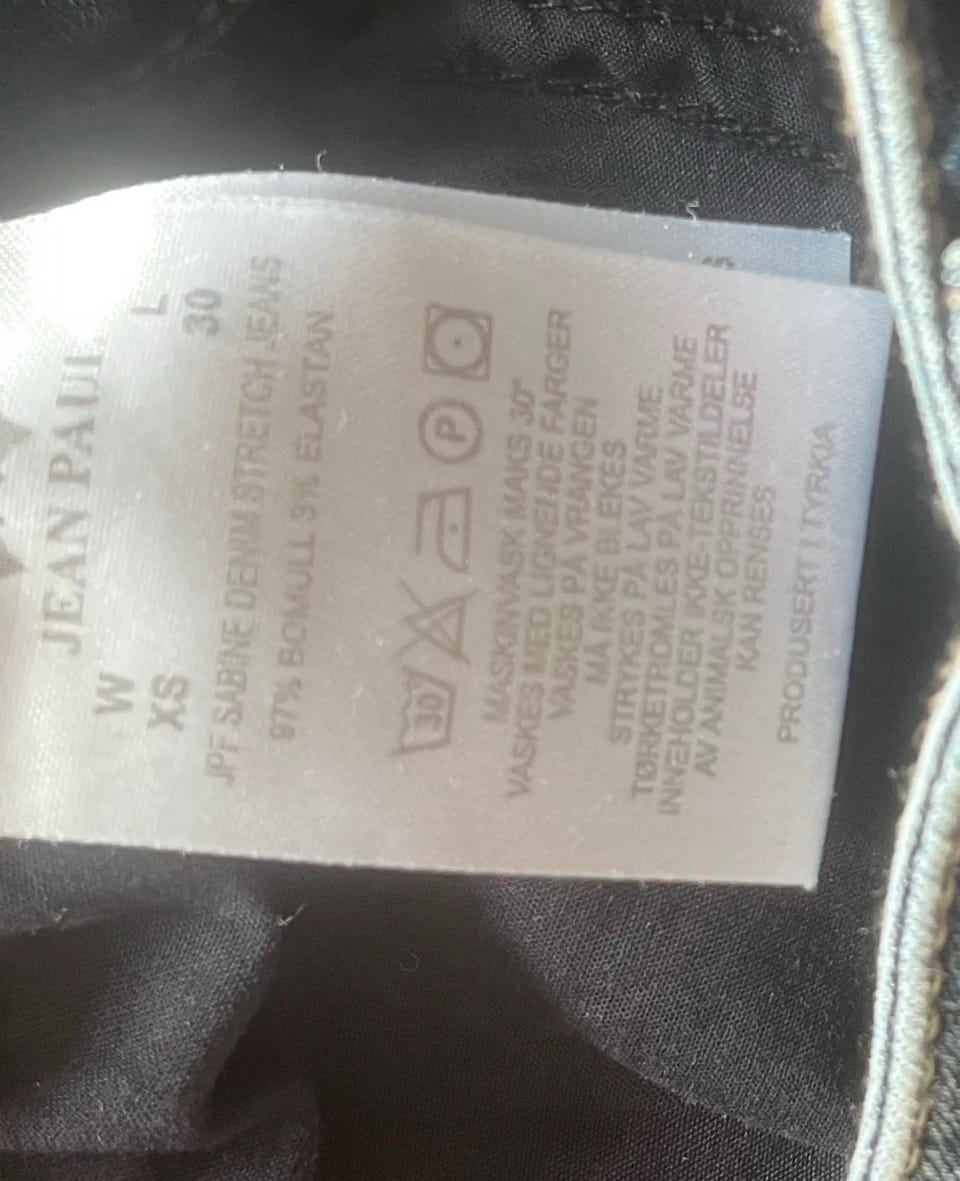 JEAN PAUL
W L
XS 30
JPF SABINE DENIM STRETCH JEANS
97% BOMULL 3% ELASTAN
30 P
MASKINVASK MAKS 30°
VASKES MED LIGNENDE FARGER
VASKES PÅ VRANGEN
MÅ IKKE BLEKES
STRYKES PÅ LAV VARME
TØRKETROMLES PÅ LAV VARME
INNEHOLDER IKKE-TEKSTILDELER
AV ANIMALSK OPPRINNELSE
KAN RENSES
PRODUSERT I TYRKIA